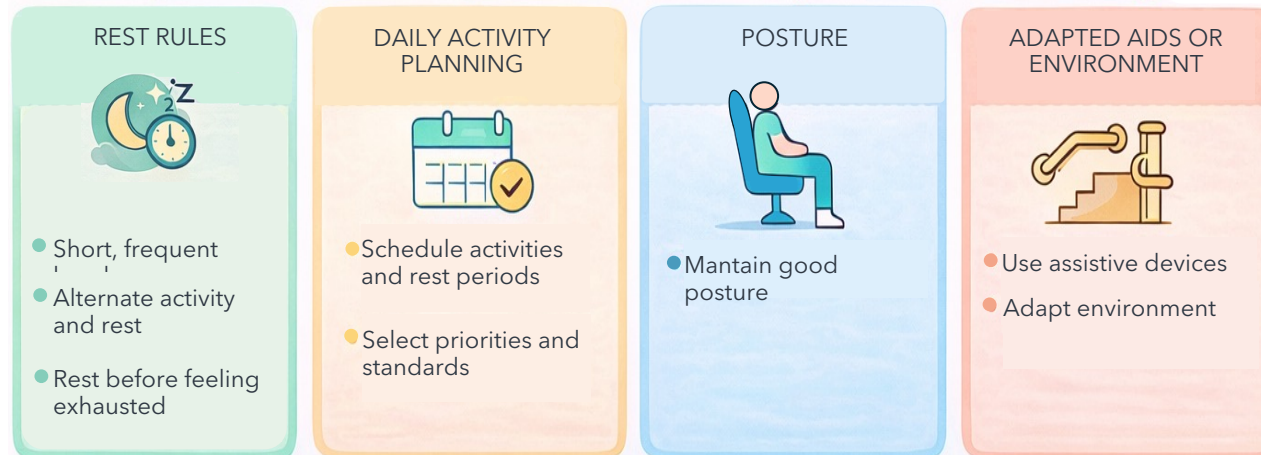 REST RULES
Short, frequent
Alternate activity
and rest
Rest before feeling
exhausted
DAILY ACTIVITY
PLANNING
Schedule activities
and rest periods
Select priorities and
standards
POSTURE
Mantain good
posture
ADAPTED AIDS OR
ENVIRONMENT
Use assistive devices
Adapt environment